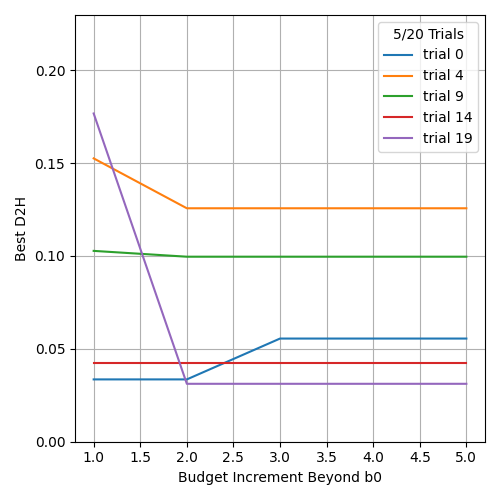 5/20 Trials
trial 0
trial 4
trial 9
trial 14
trial 19
0.20
0.15
0.10
0.05
0.00
Best D2H
1.0 1.5 2.0 2.5 3.0 3.5 4.0 4.5 5.0
Budget Increment Beyond b0